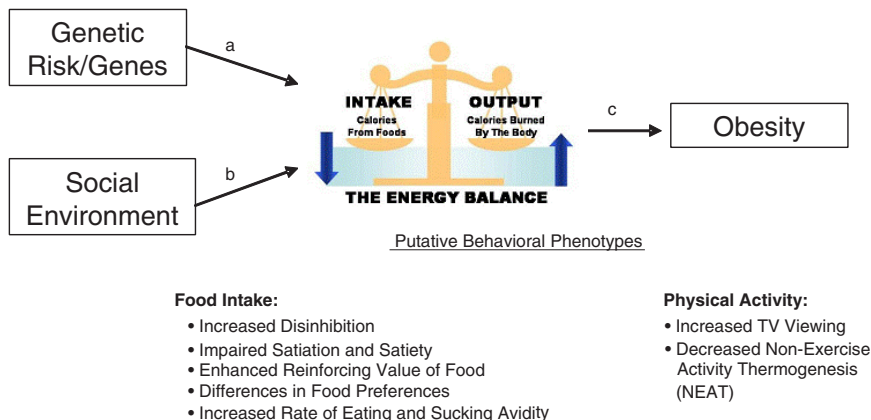 Genetic
Risk/Genes
a
INTAKE
Calories
From Foods
OUTPUT
Calories Burned
By The Body
c
Obesity
Social
Environment
b
THE ENERGY BALANCE
Putative Behavioral Phenotypes
Food Intake:
• Increased Disinhibition
• Impaired Satiation and Satiety
• Enhanced Reinforcing Value of Food
• Differences in Food Preferences
• Increased Rate of Eating and Sucking Avidity
Physical Activity:
• Increased TV Viewing
• Decreased Non-Exercise
Activity Thermogenesis
(NEAT)